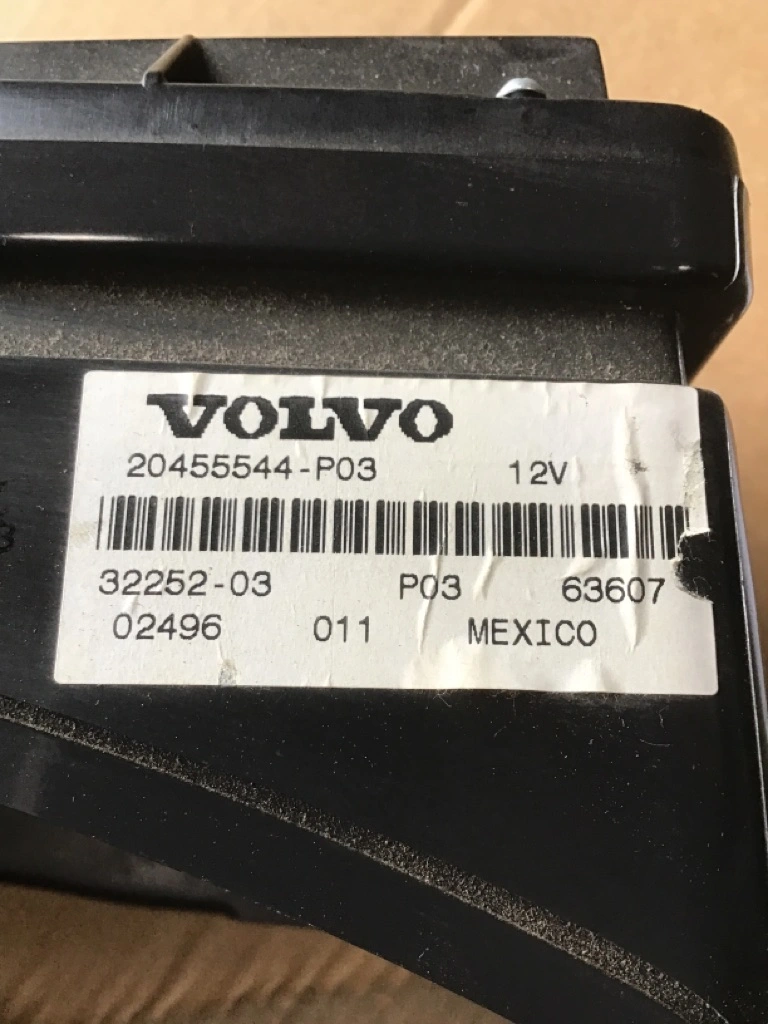 VOLVO
20455544-P03 12V
32252-03 P03 63607
02496 011 MEXICO